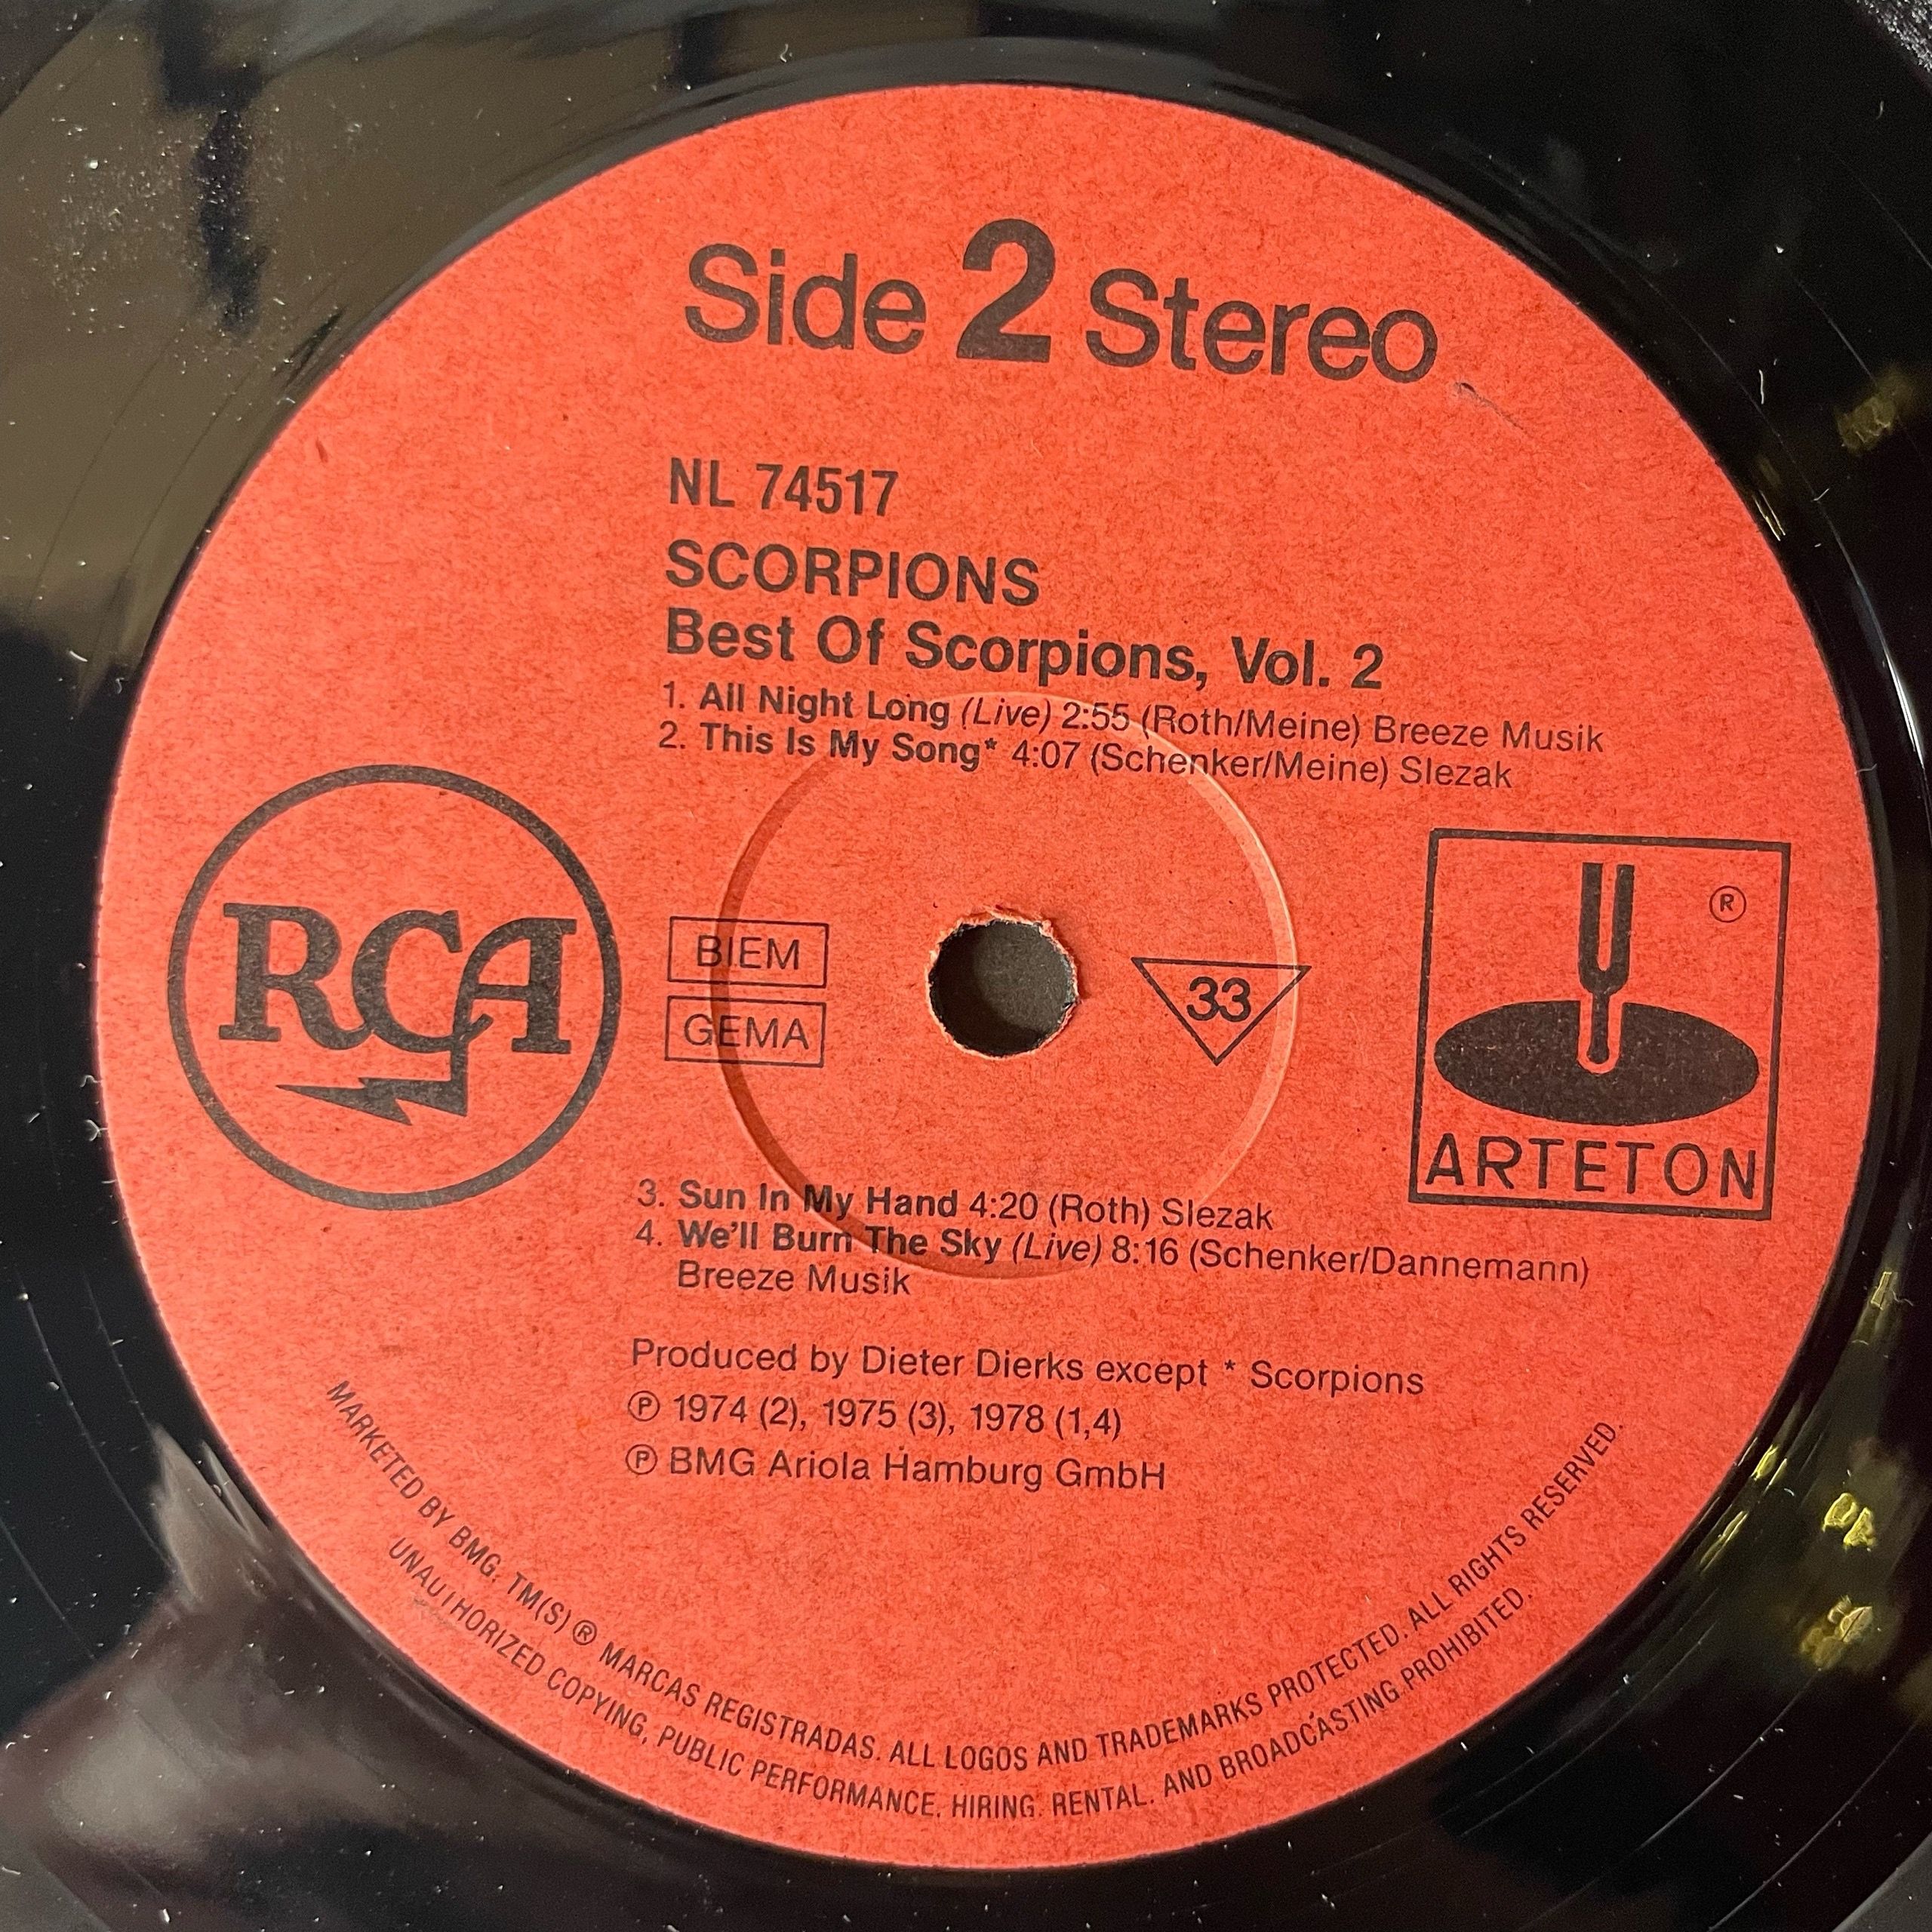 Side 2 Stereo
NL 74517
SCORPIONS
Best Of Scorpions, Vol. 2
1. All Night Long (Live) 2:55 (Roth/Meine) Breeze Musik
2. This Is My Song* 4:07 (Schenker/Meine) Slezak
RCA
BIEM
GEMA
33
®
ARTETON
3. Sun In My Hand 4:20 (Roth) Slezak
4. We'll Burn The Sky (Live) 8:16 (Schenker/Dannemann)
Breeze Musik
Produced by Dieter Dierks except * Scorpions
℗ 1974 (2), 1975 (3), 1978 (1,4)
℗ BMG Ariola Hamburg GmbH
MARKETED BY BMG. TM(S) ® MARCAS REGISTRADAS. ALL LOGOS AND TRADEMARKS PROTECTED. ALL RIGHTS RESERVED.
UNAUTHORIZED COPYING, PUBLIC PERFORMANCE, HIRING. RENTAL. AND BROADCASTING PROHIBITED.